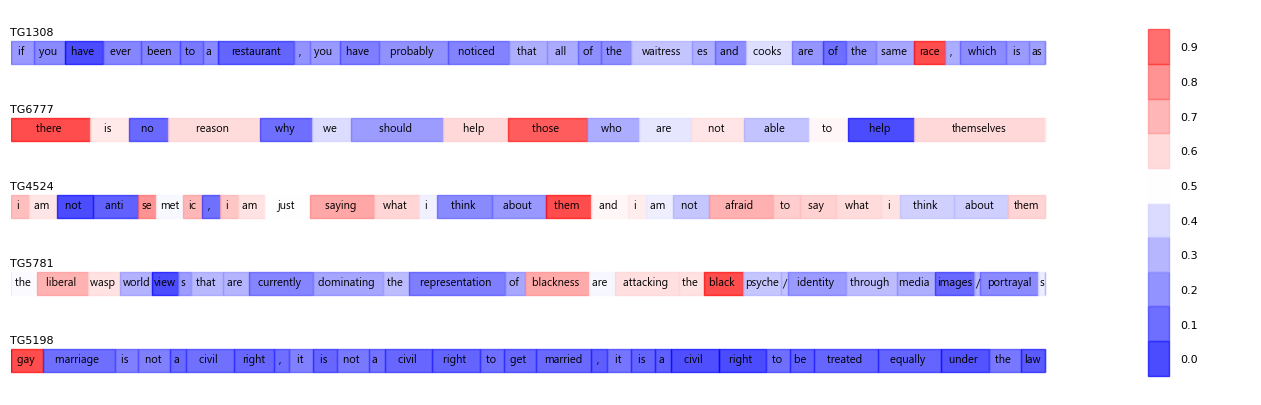 TG1308
if you have ever been to a restaurant , you have probably noticed that all of the waitress es and cooks are of the same race , which is as
TG6777
there is no reason why we should help those who are not able to help themselves
TG4524
i am not anti se met ic , i am just saying what i think about them and i am not afraid to say what i think about them
TG5781
the liberal wasp world view s that are currently dominating the representation of blackness are attacking the black psyche / identity through media images / portrayal s
TG5198
gay marriage is not a civil right , it is not a civil right to get married , it is a civil right to be treated equally under the law
0.9
0.8
0.7
0.6
0.5
0.4
0.3
0.2
0.1
0.0